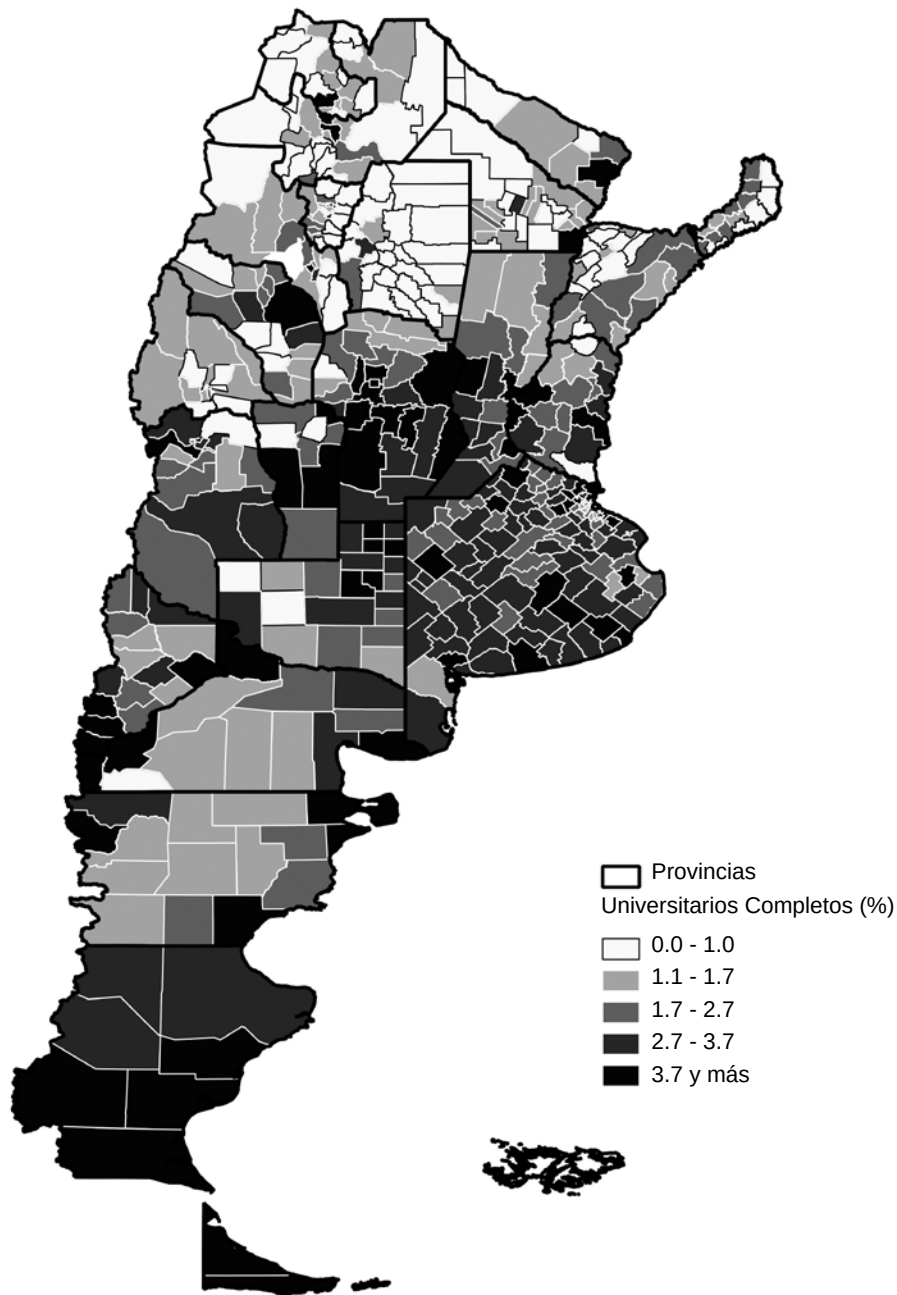 Provincias
Universitarios Completos (%)
0.0 - 1.0
1.1 - 1.7
1.7 - 2.7
2.7 - 3.7
3.7 y más